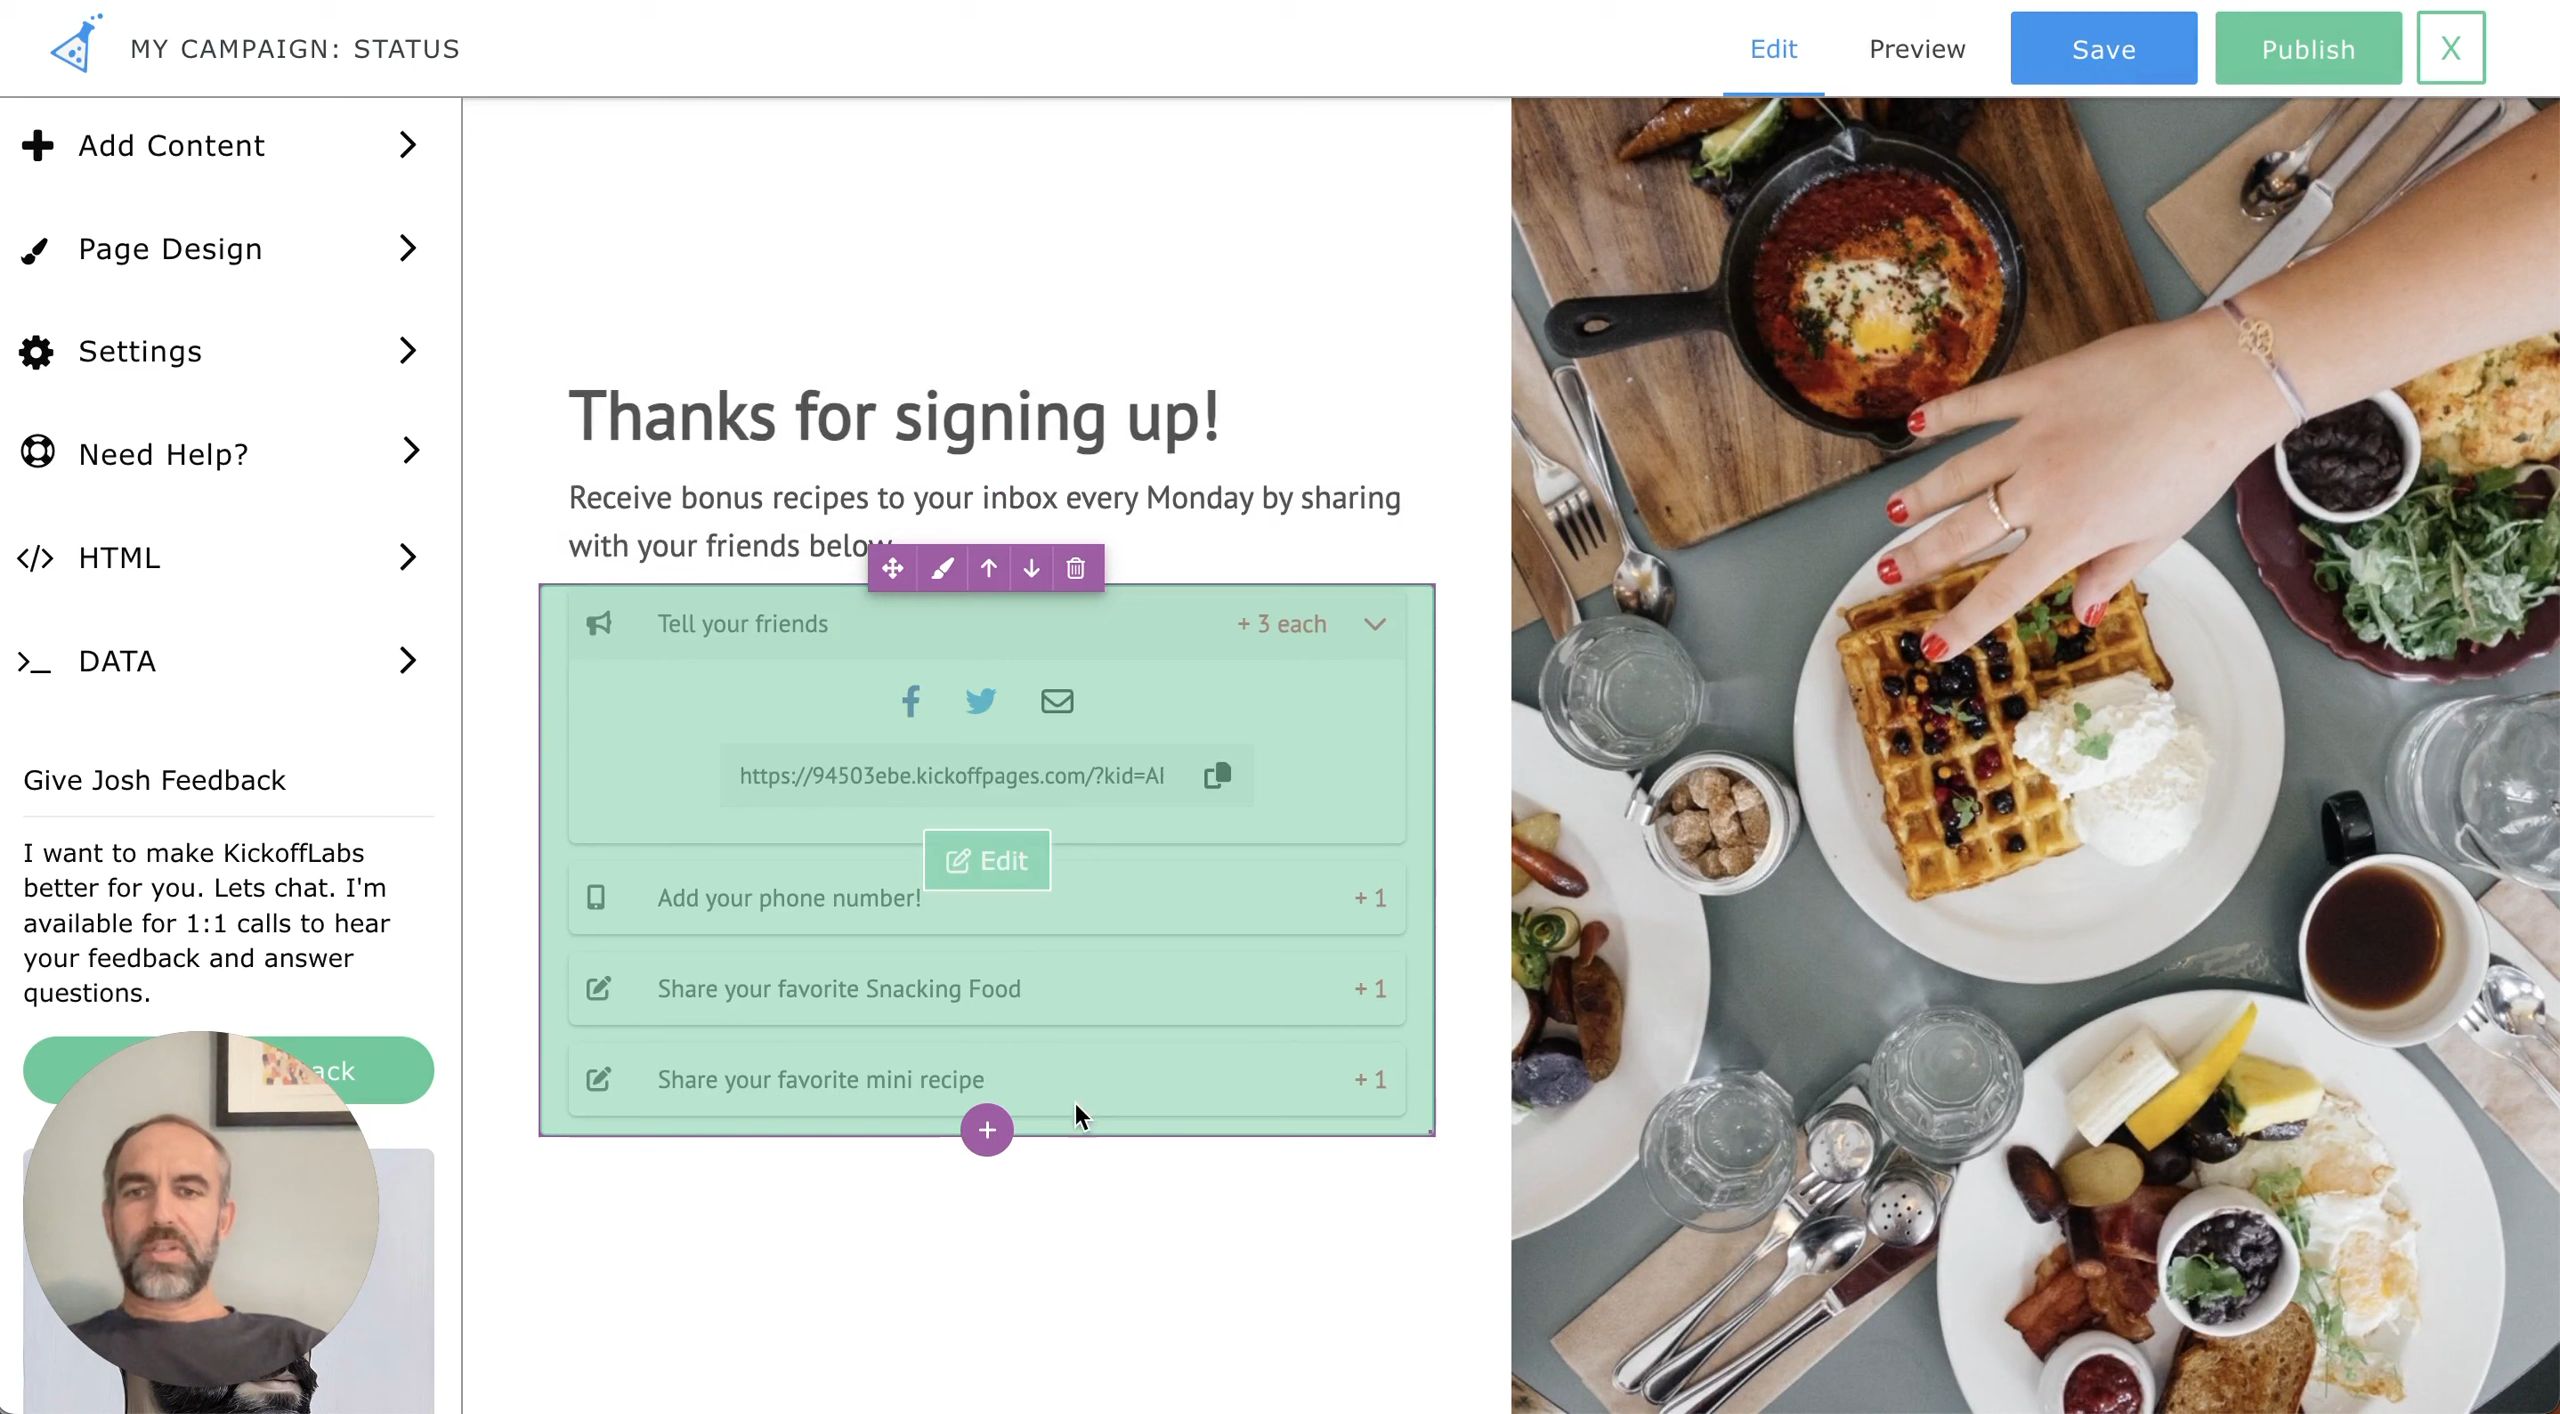 MY CAMPAIGN: STATUS
Edit
Preview
Save
Publish
X
Add Content
Page Design
Settings
Need Help?
HTML
DATA
Give Josh Feedback
I want to make KickoffLabs
better for you. Lets chat. I'm
available for 1:1 calls to hear
your feedback and answer
questions.
ack
Thanks for signing up!
Receive bonus recipes to your inbox every Monday by sharing
with your friends below
Tell your friends
+ 3 each
https://94503ebe.kickoffpages.com/?kid=Al
Edit
Add your phone number!
+ 1
Share your favorite Snacking Food
+ 1
Share your favorite mini recipe
+ 1